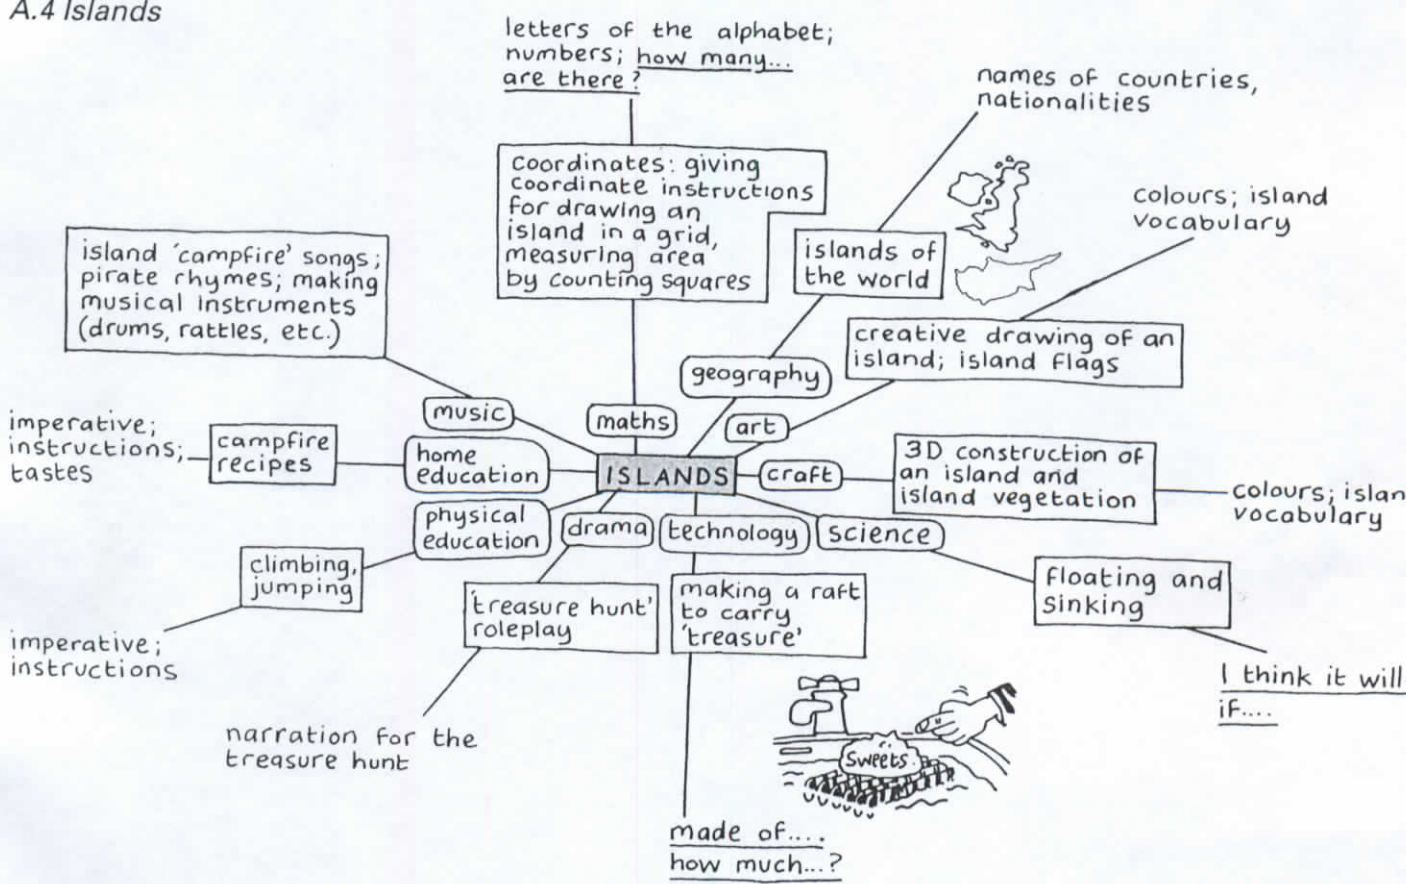 A.4 Islands
letters of the alphabet;
numbers; how many...
are there?
names of countries,
nationalities
coordinates: giving
coordinate instructions
for drawing an
island in a grid,
measuring area
by counting squares
islands of
the world
colours; island
vocabulary
island 'campfire' songs;
pirate rhymes; making
musical instruments
(drums, rattles, etc.)
creative drawing of an
island; island flags
geography
music
maths
art
imperative;
instructions;
tastes
campfire
recipes
home
education
ISLANDS
craft
3D construction of
an island and
island vegetation
colours; islan
vocabulary
physical
education
drama
technology
science
climbing,
jumping
'treasure hunt'
roleplay
making a raft
to carry
'treasure'
floating and
sinking
imperative;
instructions
I think it will
if....
narration for the
treasure hunt
Sweets
made of....
how much...?